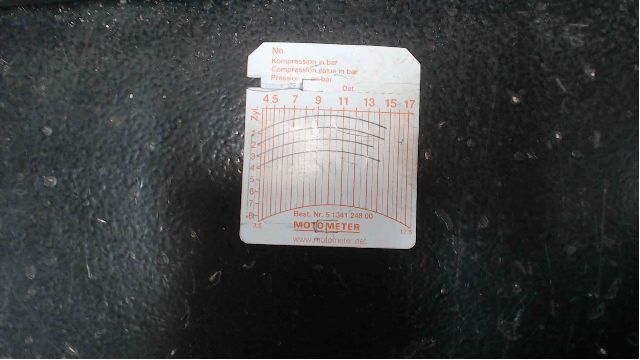 No.
Kompression in bar
Compression value in bar
Pression en bar
Dat.
4 5 7 9 11 13 15 17
Zyl.
1
2
3
4
5
6
7
8
3.5 17.5
Best. Nr. 5 1341 248 00
MOTOMETER
www.motometer.net